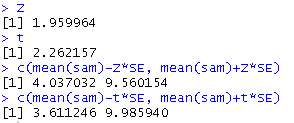 > Z
[1] 1.959964
> t
[1] 2.262157
> c(mean(sam)-Z*SE, mean(sam)+Z*SE)
[1] 4.037032 9.560154
> c(mean(sam)-t*SE, mean(sam)+t*SE)
[1] 3.611246 9.985940